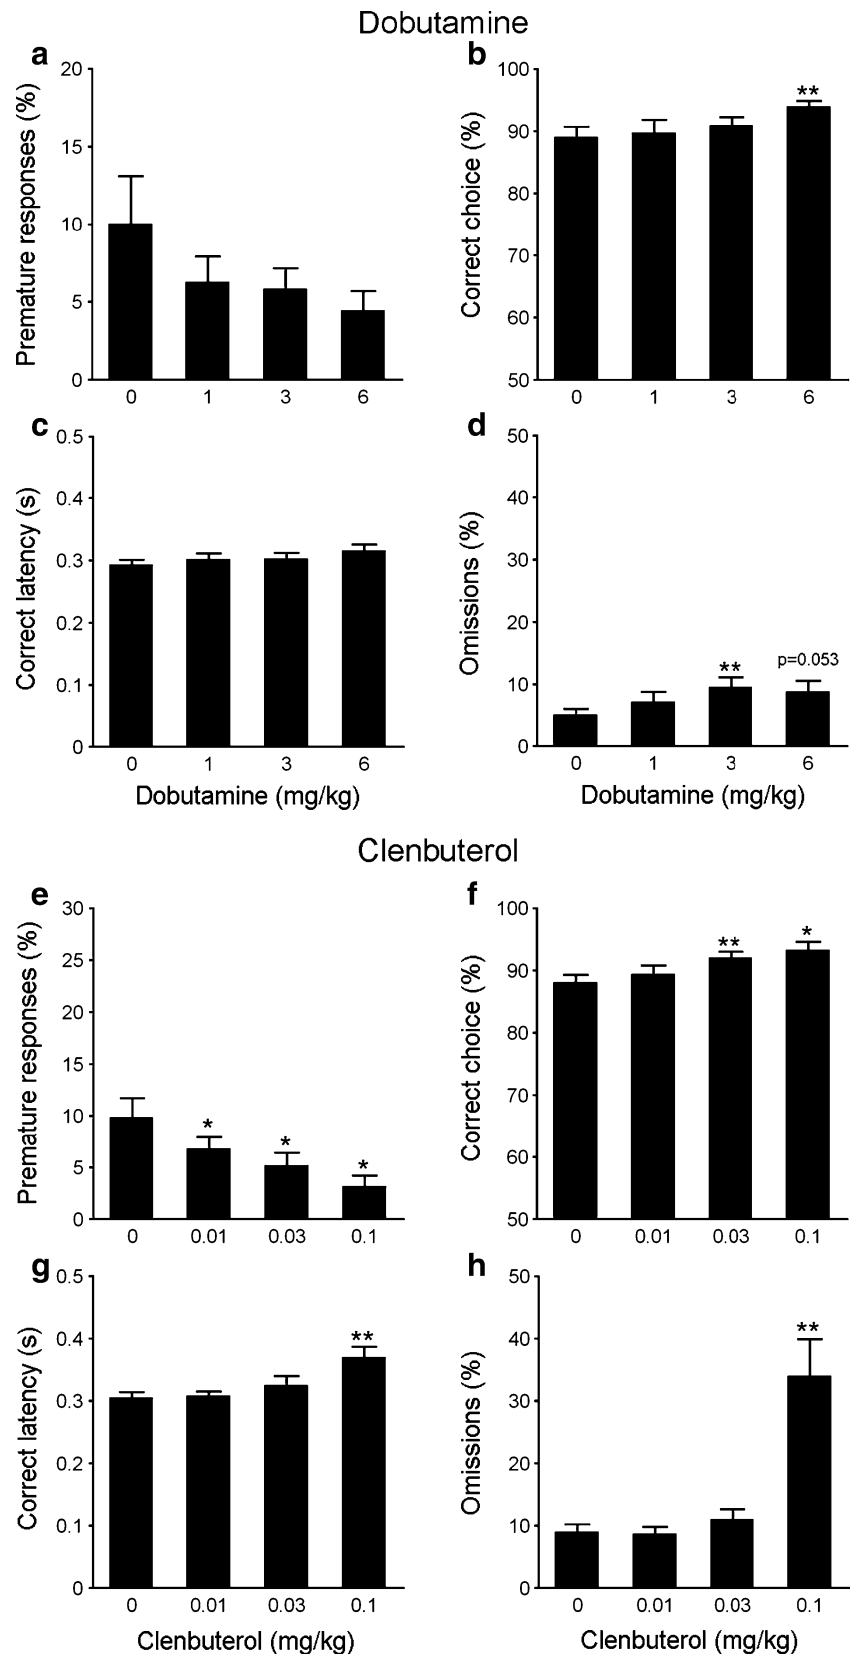 Dobutamine
a
Premature responses (%)
20
15
10
5
0
0 1 3 6
b
Correct choice (%)
100
90
80
70
60
50
**
0 1 3 6
c
Correct latency (s)
0.5
0.4
0.3
0.2
0.1
0
0 1 3 6
Dobutamine (mg/kg)
d
Omissions (%)
50
40
30
20
10
0
**
p=0.053
0 1 3 6
Dobutamine (mg/kg)
Clenbuterol
e
Premature responses (%)
30
25
20
15
10
5
0
* * *
0 0.01 0.03 0.1
f
Correct choice (%)
100
90
80
70
60
50
** *
0 0.01 0.03 0.1
g
Correct latency (s)
0.5
0.4
0.3
0.2
0.1
0
**
0 0.01 0.03 0.1
Clenbuterol (mg/kg)
h
Omissions (%)
50
40
30
20
10
0
**
0 0.01 0.03 0.1
Clenbuterol (mg/kg)